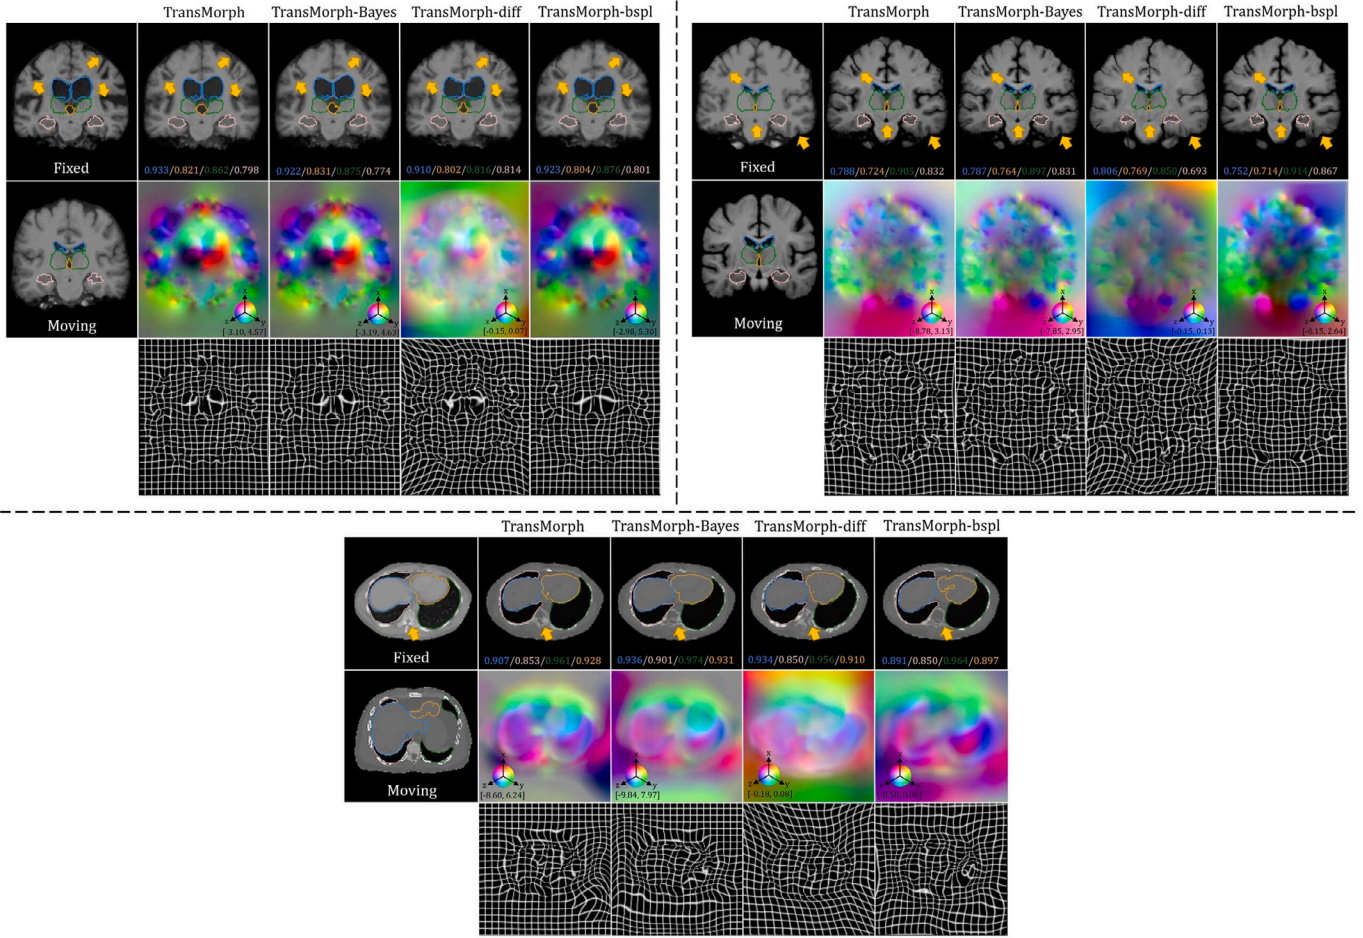 TransMorph TransMorph-Bayes TransMorph-diff TransMorph-bspl
Fixed
0.933/0.821/0.862/0.798 0.922/0.831/0.875/0.774 0.910/0.802/0.816/0.814 0.923/0.804/0.876/0.801
Moving
x z y [-3.10, 4.57]
x z y [-3.19, 4.63]
x z y [-0.15, 0.07]
x z y [-2.98, 5.30]
TransMorph TransMorph-Bayes TransMorph-diff TransMorph-bspl
Fixed
0.788/0.724/0.905/0.832 0.787/0.764/0.897/0.831 0.806/0.769/0.850/0.693 0.752/0.714/0.914/0.867
Moving
x z y [-8.78, 3.13]
x z y [-7.85, 2.95]
x z y [-0.15, 0.13]
x z y [-6.15, 2.64]
TransMorph TransMorph-Bayes TransMorph-diff TransMorph-bspl
Fixed
0.907/0.853/0.961/0.928 0.936/0.901/0.974/0.931 0.934/0.850/0.956/0.910 0.891/0.850/0.964/0.897
Moving
x z y [-8.60, 6.24]
x z y [-9.84, 7.97]
x z y [-0.18, 0.08]
x z y